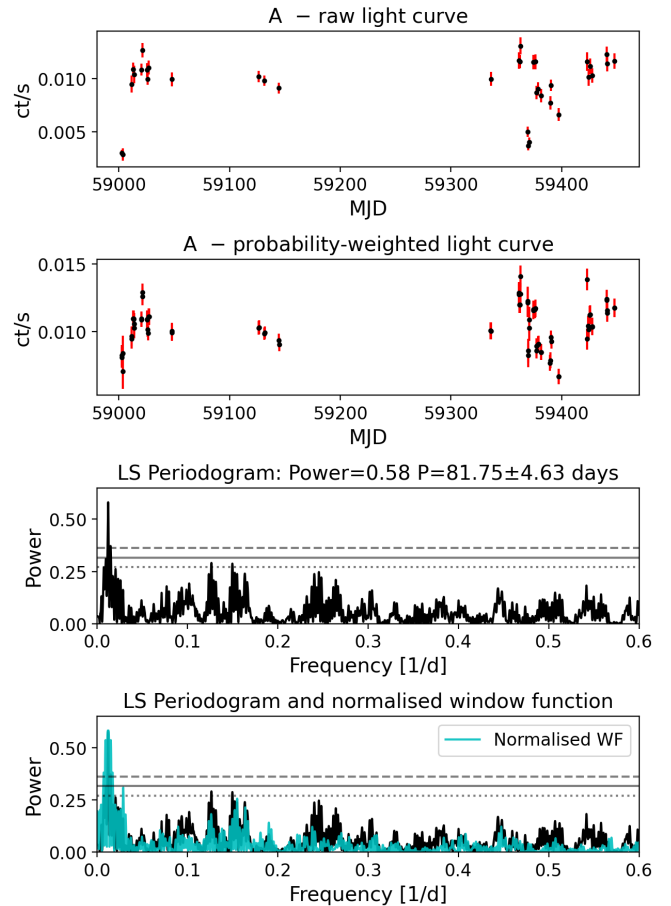 A − raw light curve
ct/s
0.010
0.005
59000 59100 59200 59300 59400
MJD
A − probability-weighted light curve
ct/s
0.015
0.010
59000 59100 59200 59300 59400
MJD
LS Periodogram: Power=0.58 P=81.75±4.63 days
Power
0.50
0.25
0.00
0.0 0.1 0.2 0.3 0.4 0.5 0.6
Frequency [1/d]
LS Periodogram and normalised window function
Power
0.50
0.25
0.00
Normalised WF
0.0 0.1 0.2 0.3 0.4 0.5 0.6
Frequency [1/d]